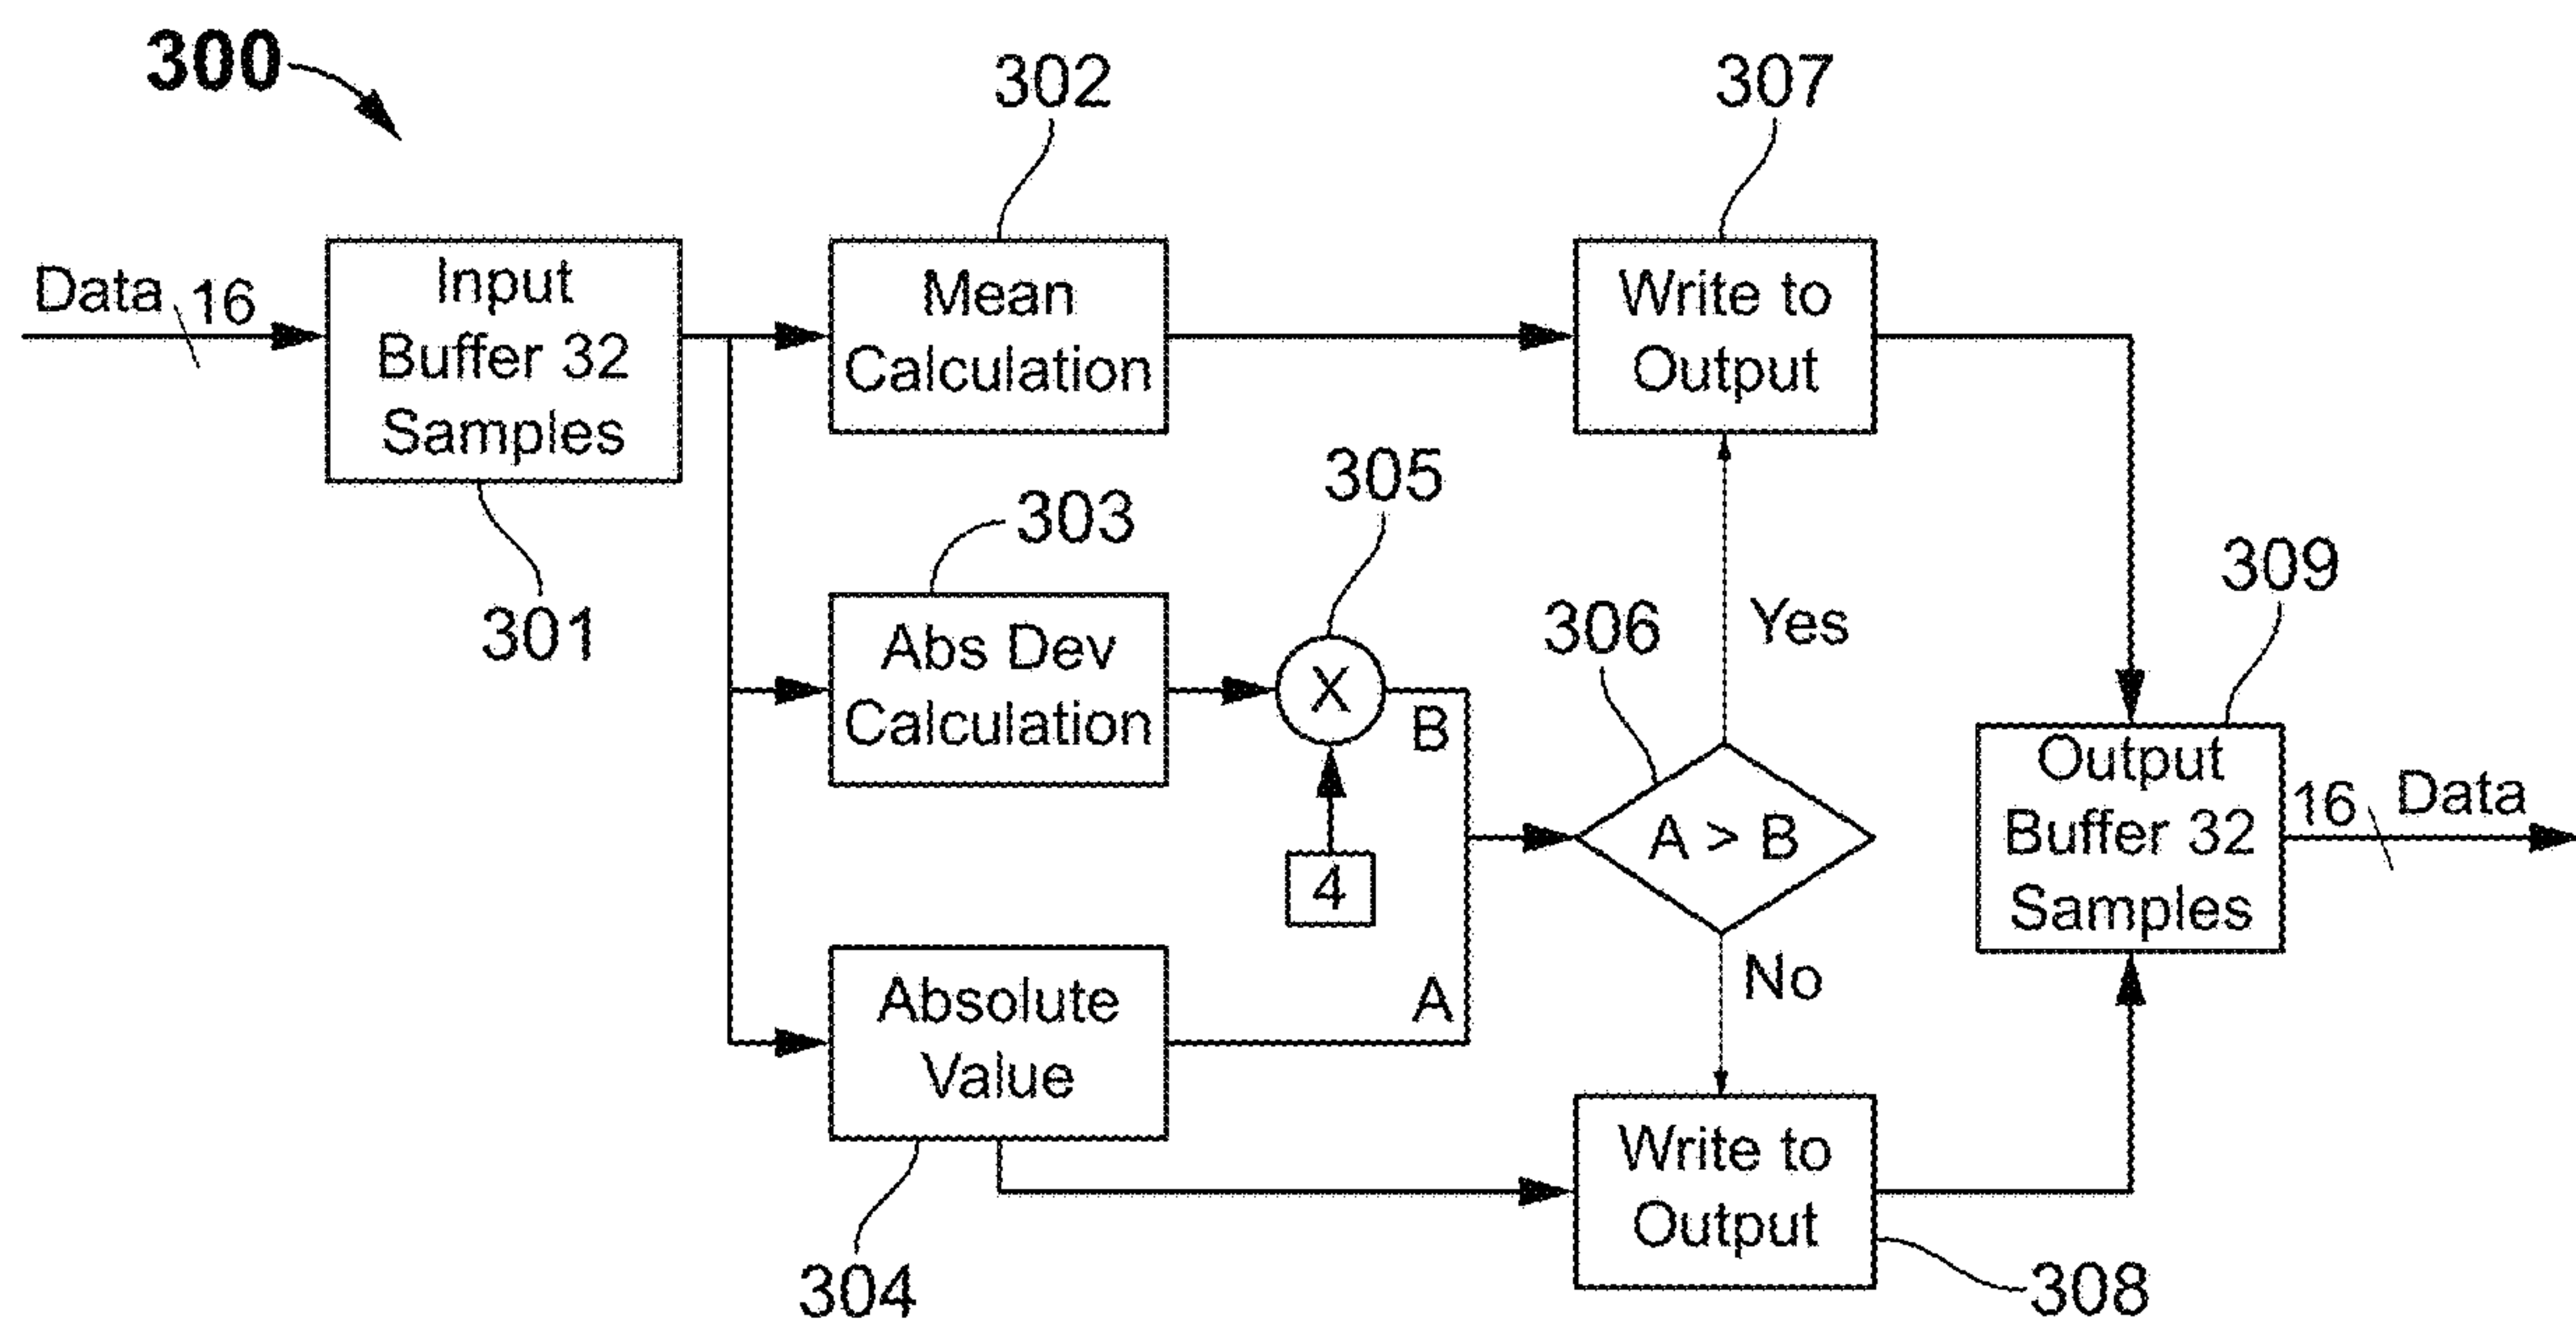 300
302
307
Data 16
Input
Buffer 32
Samples
Mean
Calculation
Write to
Output
301
303
305
Abs Dev
Calculation
X
B
4
306
Yes
A > B
No
309
Output
Buffer 32
Samples
16 Data
Absolute
Value
A
304
Write to
Output
308